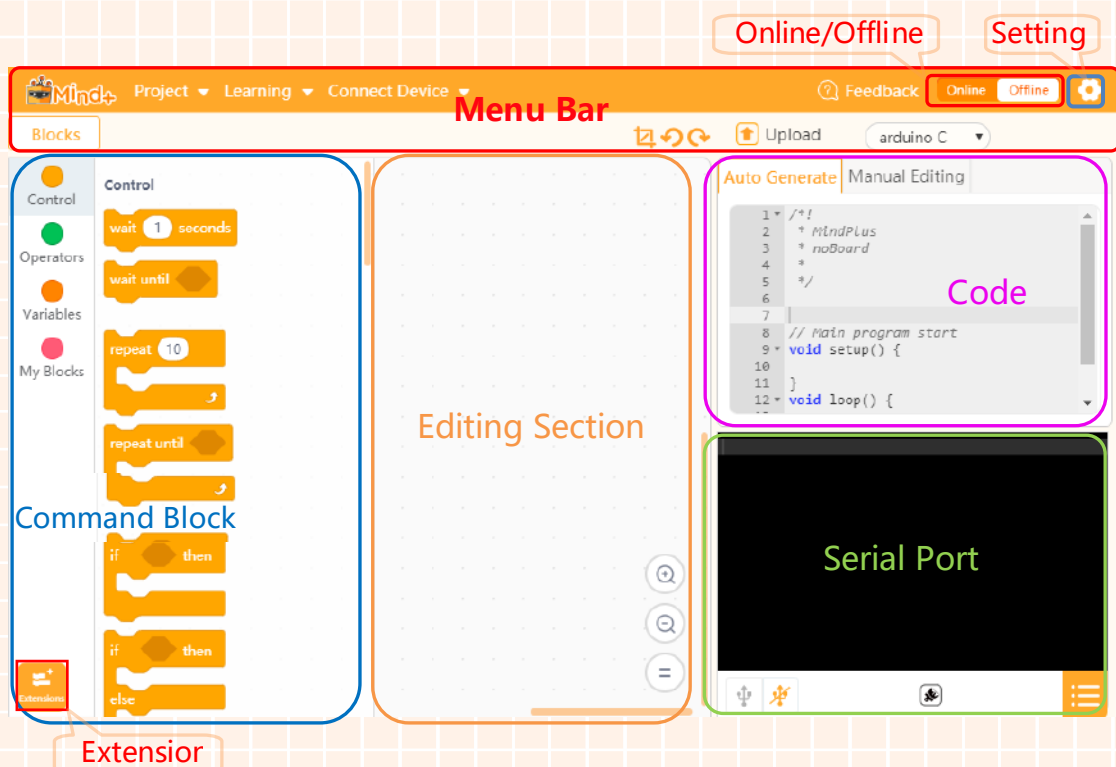 Online/Offline
Setting
Mind+ Project Learning Connect Device
Feedback Online Offline
Menu Bar
Blocks
Upload arduino C
Control
Operators
Variables
My Blocks
Extensions
Control
wait 1 seconds
wait until
repeat 10
repeat until
Command Block
if then
if then
else
Editing Section
Auto Generate Manual Editing
1 /*!
2 * MindPlus
3 * noBoard
4 *
5 */
6
7
8 // Main program start
9 void setup() {
10
11 }
12 void loop() {
Code
Serial Port
Extensior